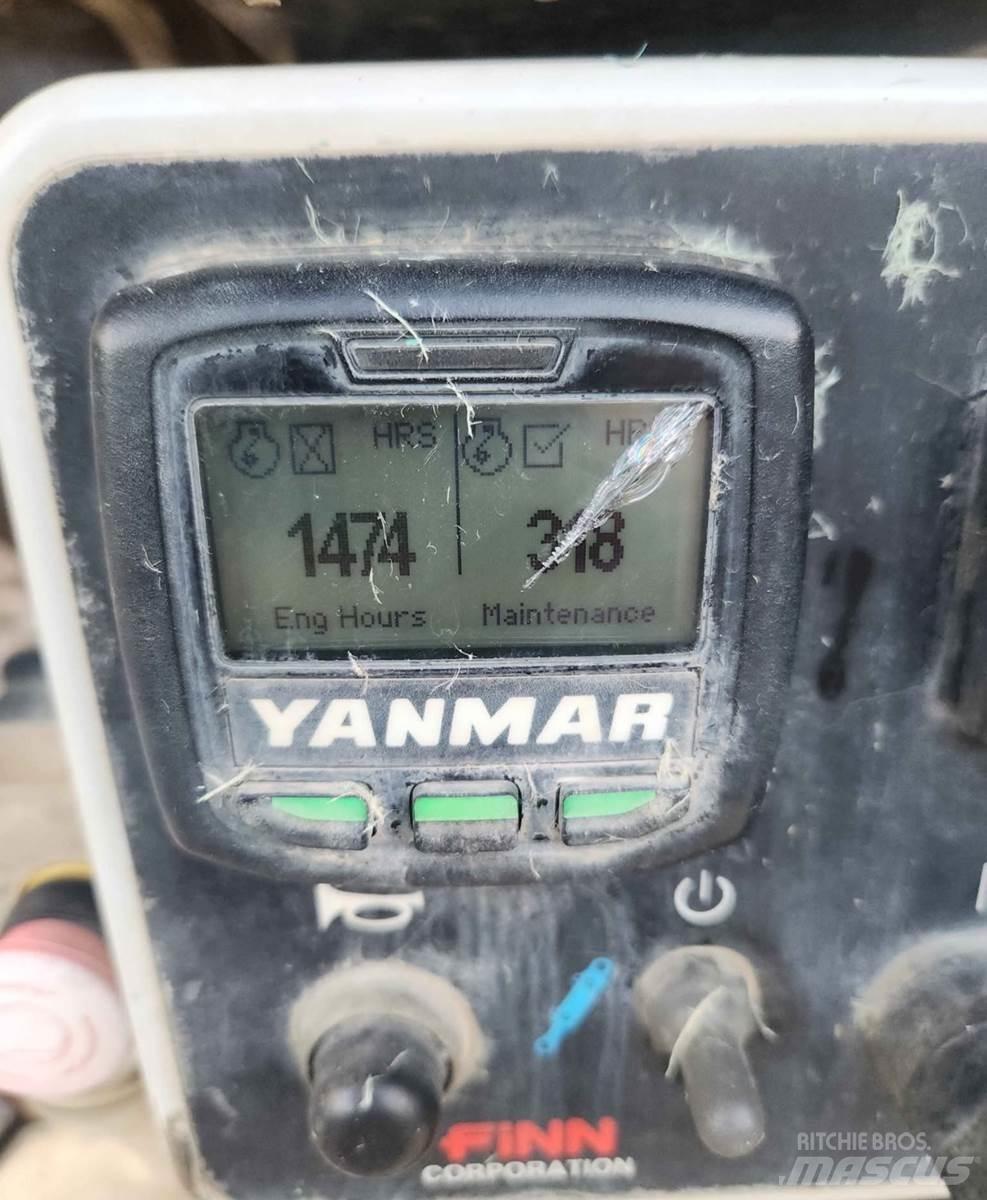 HRS
1474
Eng Hours
318
Maintenance
YANMAR
FINN
CORPORATION
RITCHIE BROS.
MASCUS